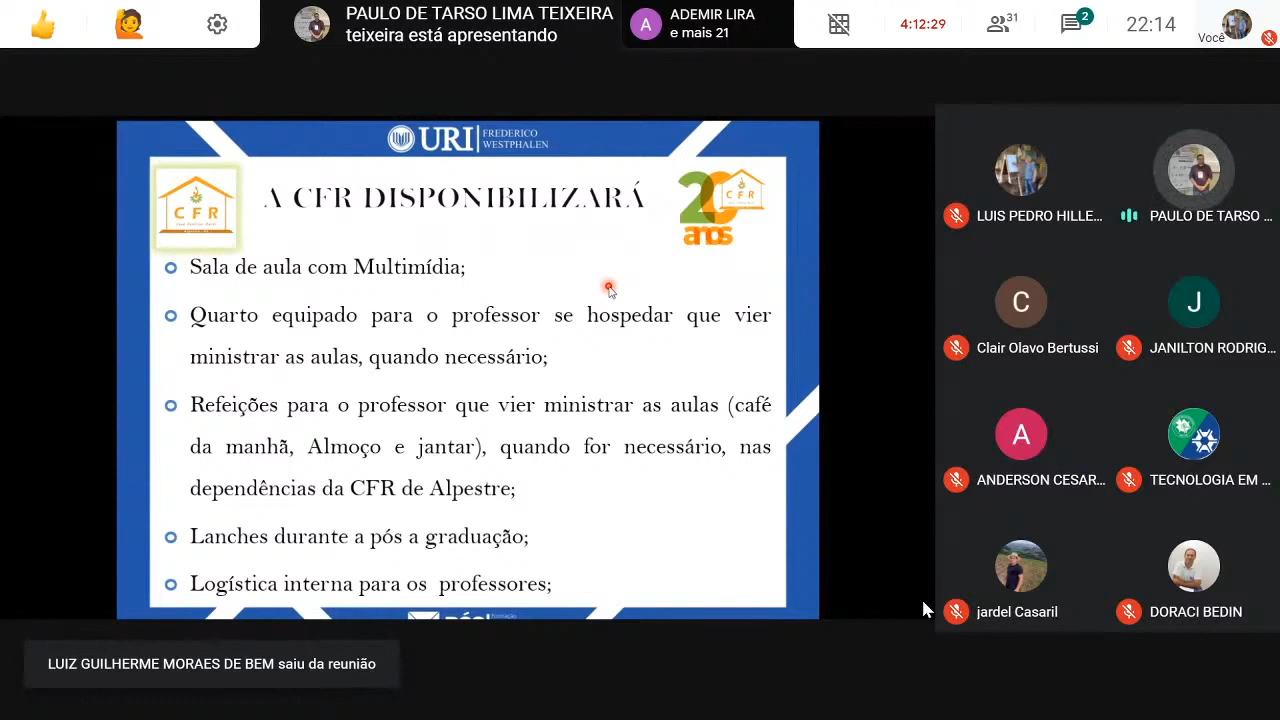 PAULO DE TARSO LIMA TEIXEIRA
teixeira está apresentando
A
ADEMIR LIRA
e mais 21
4:12:29
31
2
22:14
Você
URI
FREDERICO
WESTPHALEN
CFR
A CFR DISPONIBILIZARÁ
20
CFR
anos
Sala de aula com Multimídia;
Quarto equipado para o professor se hospedar que vier
ministrar as aulas, quando necessário;
Refeições para o professor que vier ministrar as aulas (café
da manhã, Almoço e jantar), quando for necessário, nas
dependências da CFR de Alpestre;
Lanches durante a pós a graduação;
Logística interna para os  professores;
LUIS PEDRO HILLE...
PAULO DE TARSO ...
C
J
Clair Olavo Bertussi
JANILTON RODRIG...
A
ANDERSON CESAR...
TECNOLOGIA EM ...
jardel Casaril
DORACI BEDIN
LUIZ GUILHERME MORAES DE BEM saiu da reunião